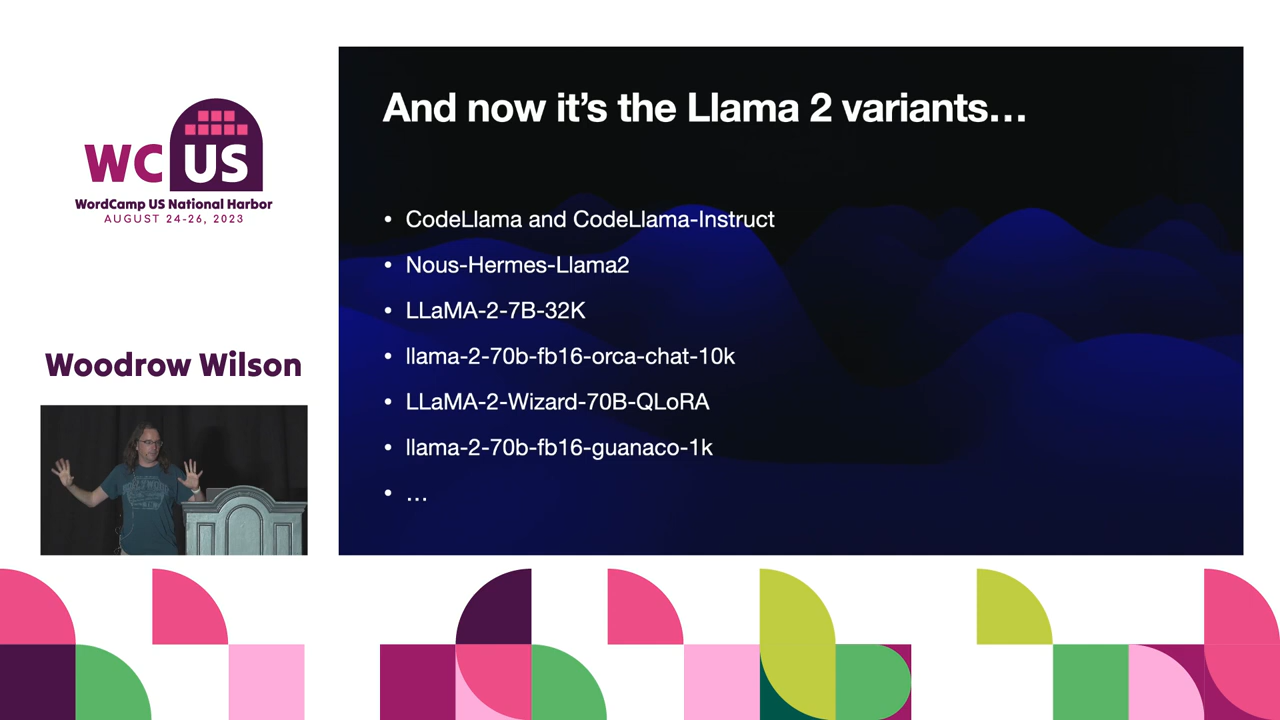 WC US
WordCamp US National Harbor
AUGUST 24-26, 2023
Woodrow Wilson
And now it's the Llama 2 variants…
• CodeLlama and CodeLlama-Instruct
• Nous-Hermes-Llama2
• LLaMA-2-7B-32K
• llama-2-70b-fb16-orca-chat-10k
• LLaMA-2-Wizard-70B-QLoRA
• llama-2-70b-fb16-guanaco-1k
• …